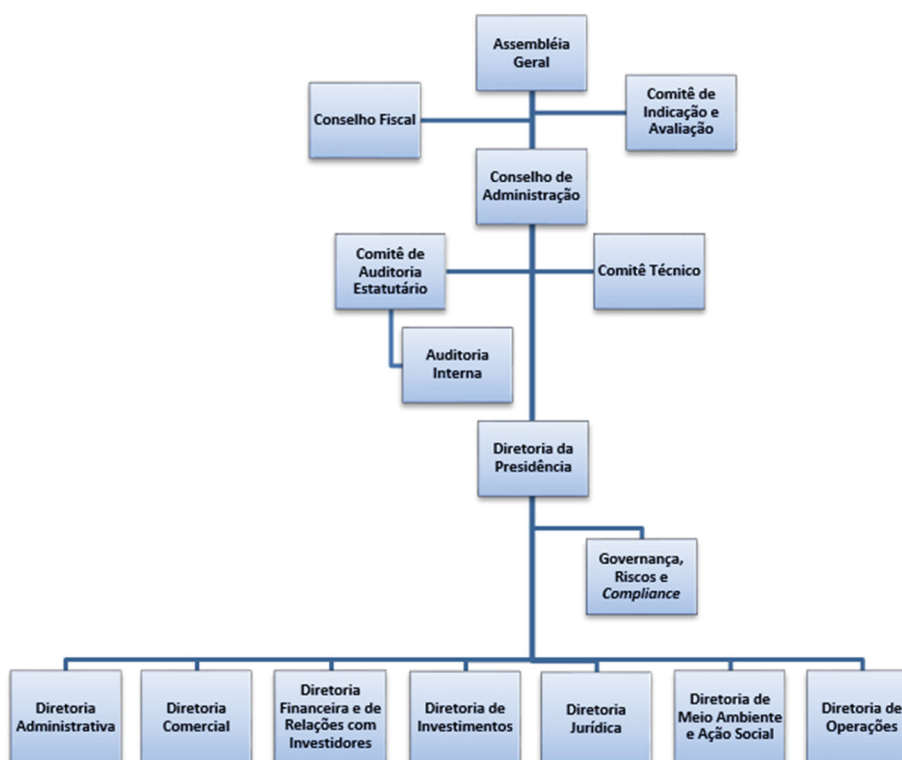 Assembléia
Geral
Conselho Fiscal
Comitê de
Indicação e
Avaliação
Conselho de
Administração
Comitê de
Auditoria
Estatutário
Comitê Técnico
Auditoria
Interna
Diretoria da
Presidência
Governança,
Riscos e
Compliance
Diretoria
Administrativa
Diretoria
Comercial
Diretoria
Financeira e de
Relações com
Investidores
Diretoria de
Investimentos
Diretoria
Jurídica
Diretoria de
Meio Ambiente
e Ação Social
Diretoria de
Operações